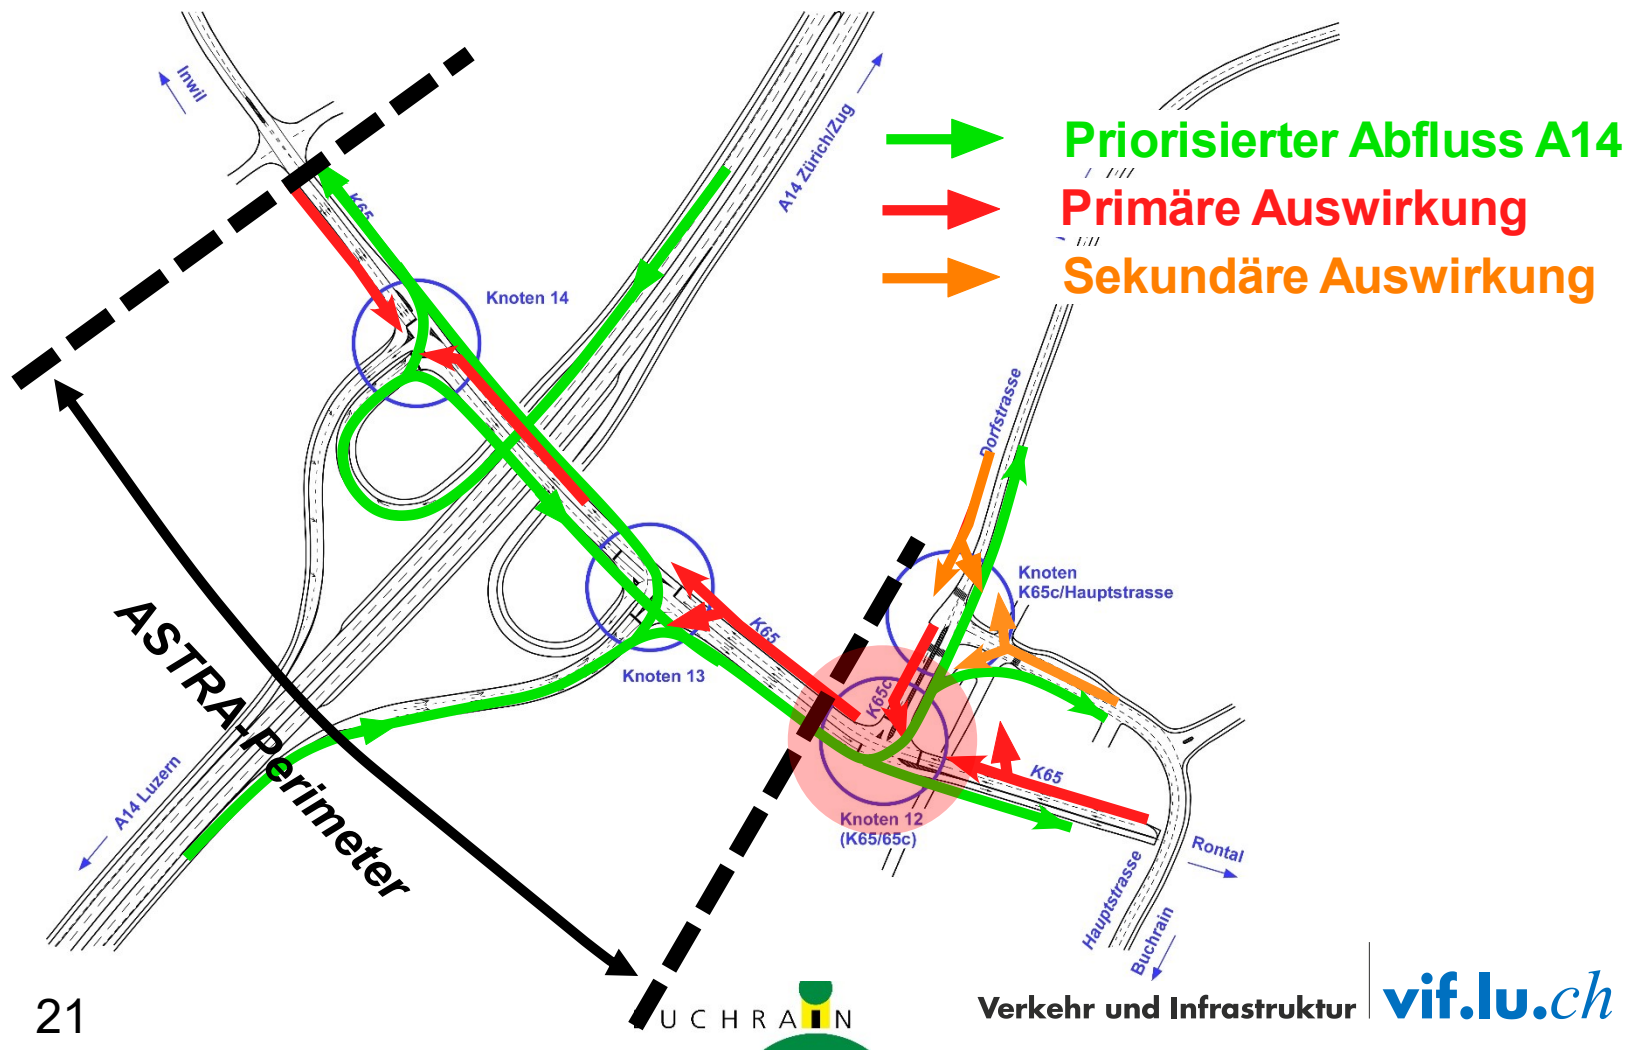 Inwil
K65
A14 Zürich/Zug
Priorisierter Abfluss A14
Primäre Auswirkung
Sekundäre Auswirkung
Knoten 14
Dorfstrasse
Knoten
K65c/Hauptstrasse
ASTRA-Perimeter
K65
Knoten 13
K65c
A14 Luzern
K65
Knoten 12
(K65/65c)
Rontal
Hauptstrasse
Buchrain
21
UCHRAIN
Verkehr und Infrastruktur
vif.lu.ch